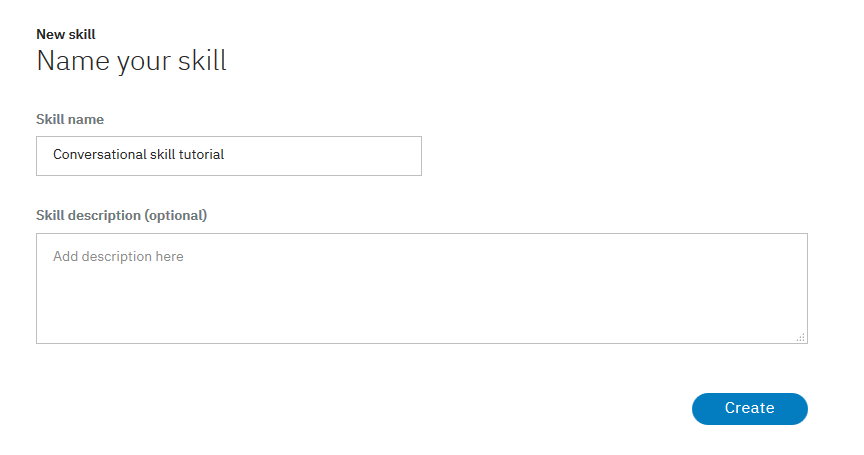 New skill
Name your skill
Skill name
Conversational skill tutorial
Skill description (optional)
Add description here
Create